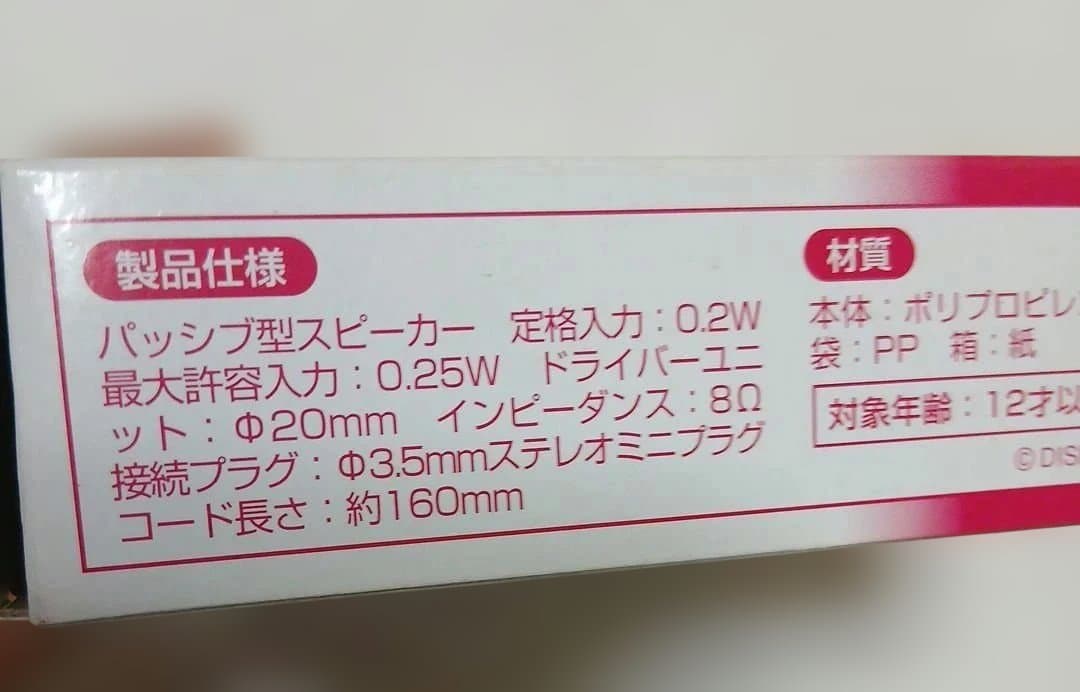 製品仕様
パッシブ型スピーカー 定格入力：0.2W
最大許容入力：0.25W ドライバーユニ
ット：Φ20mm インピーダンス：8Ω
接続プラグ：Φ3.5mmステレオミニプラグ
コード長さ：約160mm
材質
本体：ポリプロピレ
袋：PP 箱：紙
対象年齢：12才以